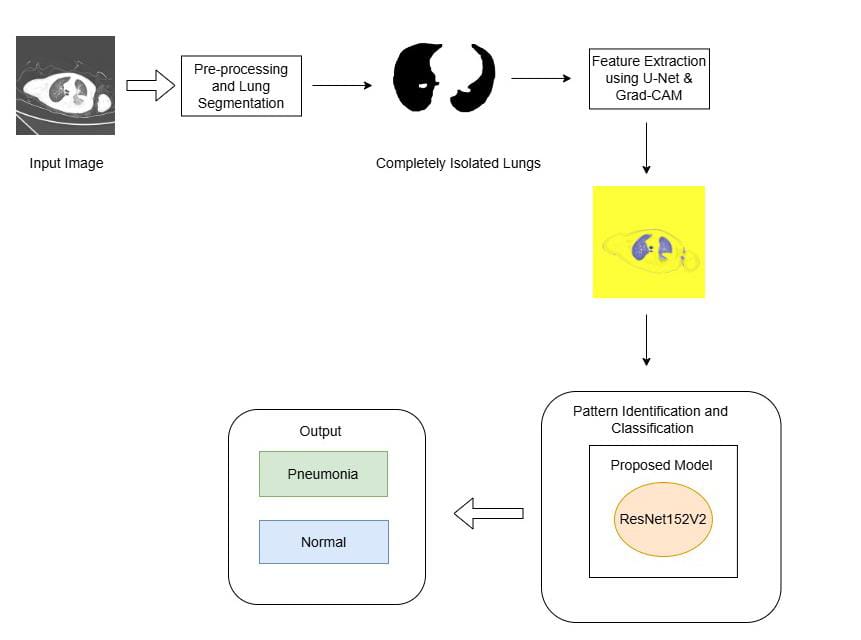 Input Image
Pre-processing
and Lung
Segmentation
Completely Isolated Lungs
Feature Extraction
using U-Net &
Grad-CAM
Pattern Identification and
Classification
Proposed Model
ResNet152V2
Output
Pneumonia
Normal